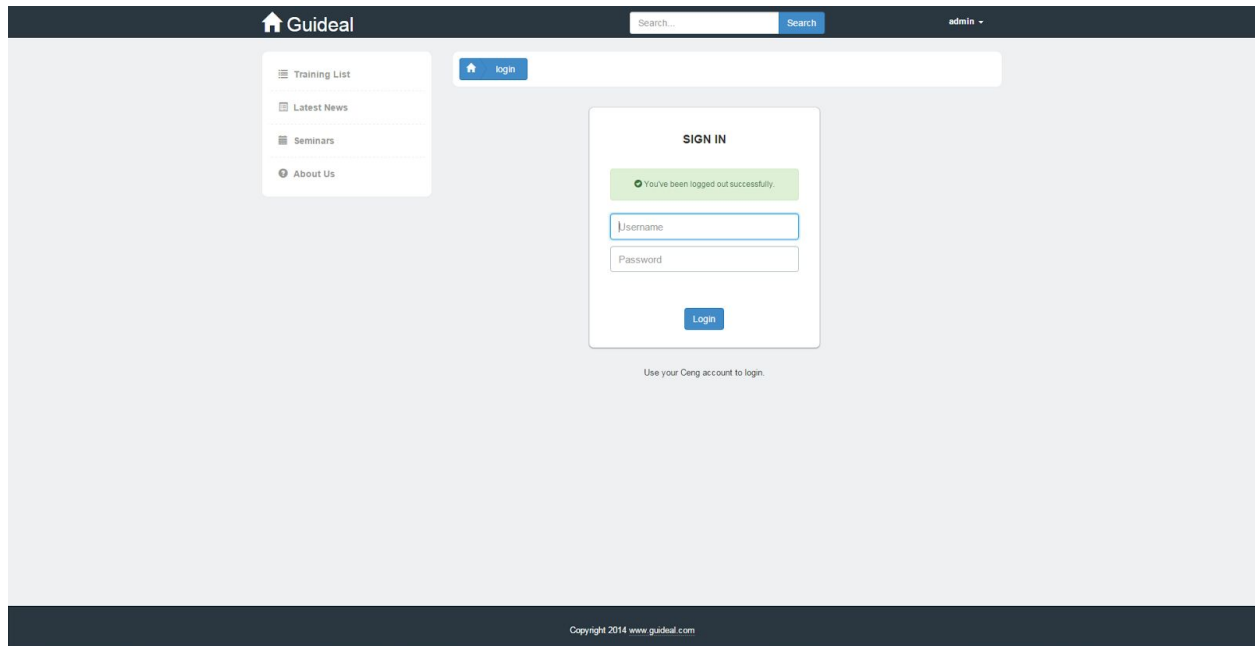 Guideal
Search...
Search
admin
Training List
Latest News
Seminars
About Us
login
SIGN IN
You've been logged out successfully.
Username
Password
Login
Use your Ceng account to login.
Copyright 2014 www.guideal.com